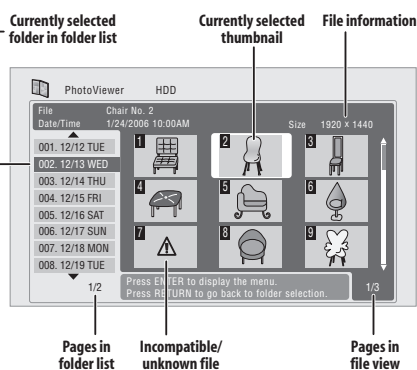 Currently selected
folder in folder list
Currently selected
thumbnail
File information
PhotoViewer HDD
File Chair No. 2
Date/Time 1/24/2006 10:00AM Size 1920 x 1440
001. 12/12 TUE
002. 12/13 WED
003. 12/14 THU
004. 12/15 FRI
005. 12/16 SAT
006. 12/17 SUN
007. 12/18 MON
008. 12/19 TUE
1/2
1 2 3
4 5 6
7 8 9
Press ENTER to display the menu.
Press RETURN to go back to folder selection.
1/3
Pages in
folder list
Incompatible/
unknown file
Pages in
file view